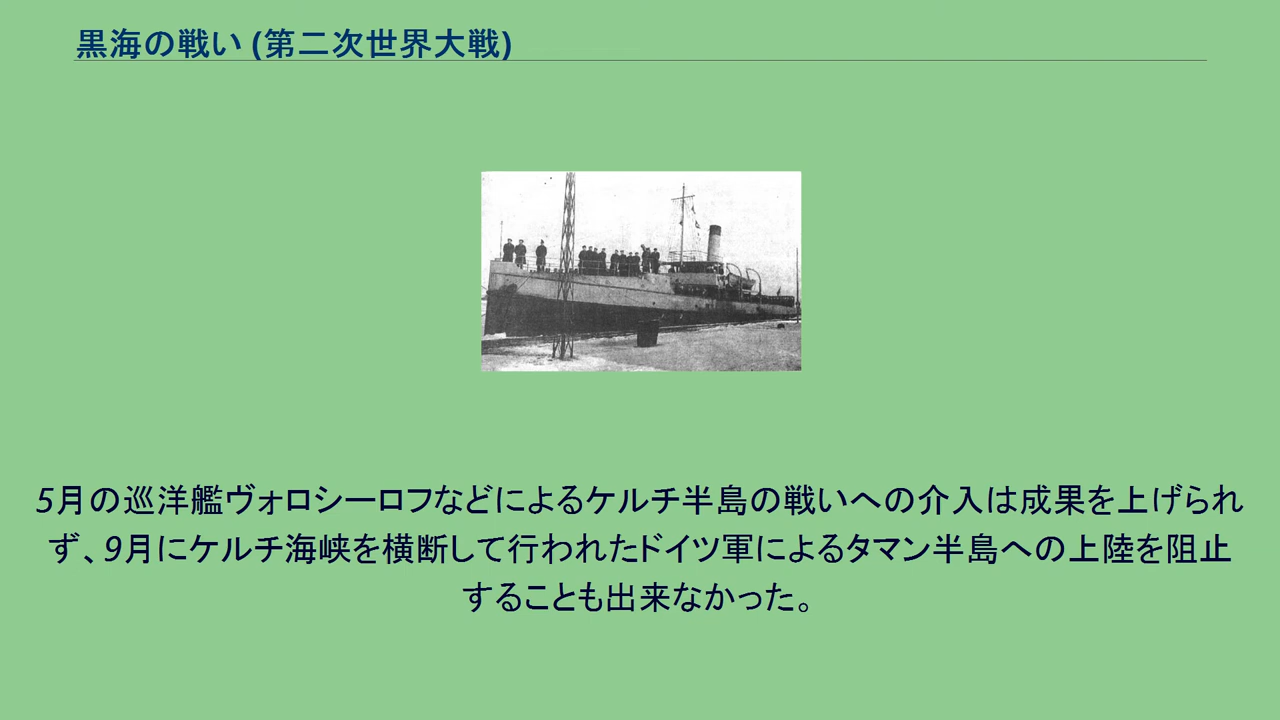 黒海の戦い (第二次世界大戦)
5月の巡洋艦ヴォロシーロフなどによるケルチ半島の戦いへの介入は成果を上げられ
ず、9月にケルチ海峡を横断して行われたドイツ軍によるタマン半島への上陸を阻止
することも出来なかった。